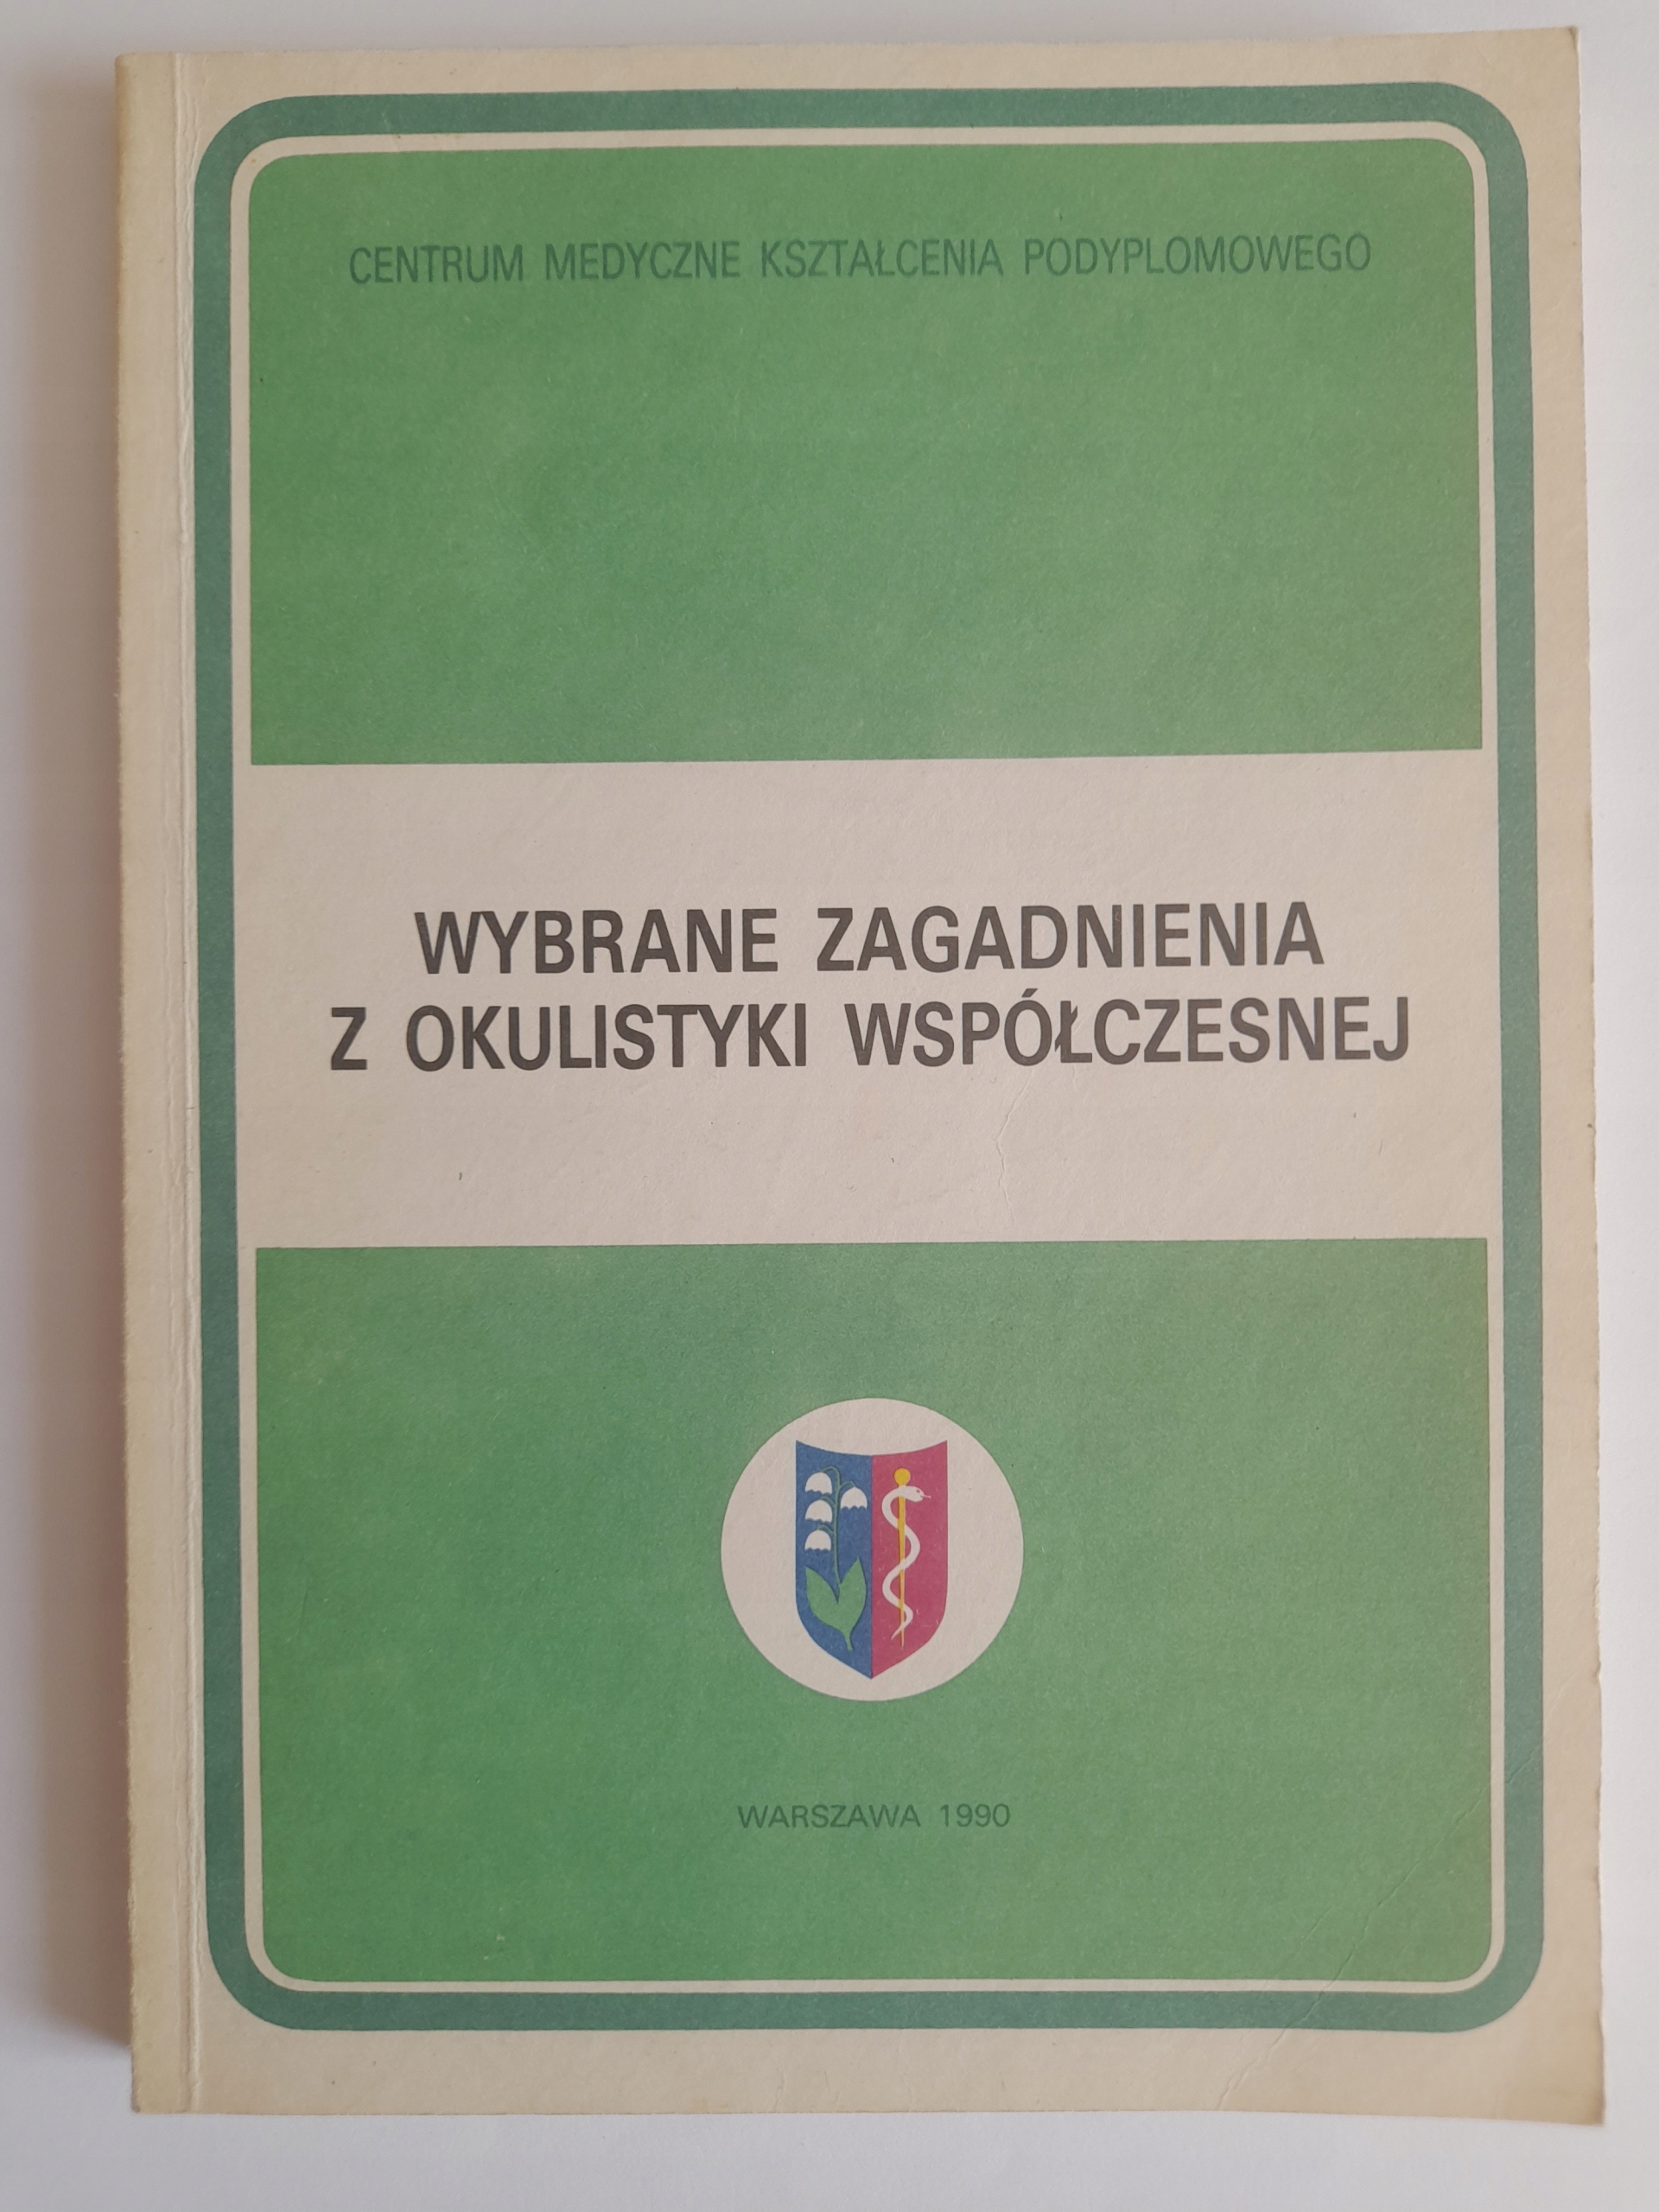 CENTRUM MEDYCZNE KSZTAŁCENIA PODYPLOMOWEGO
WYBRANE ZAGADNIENIA
Z OKULISTYKI WSPÓŁCZESNEJ
WARSZAWA 1990